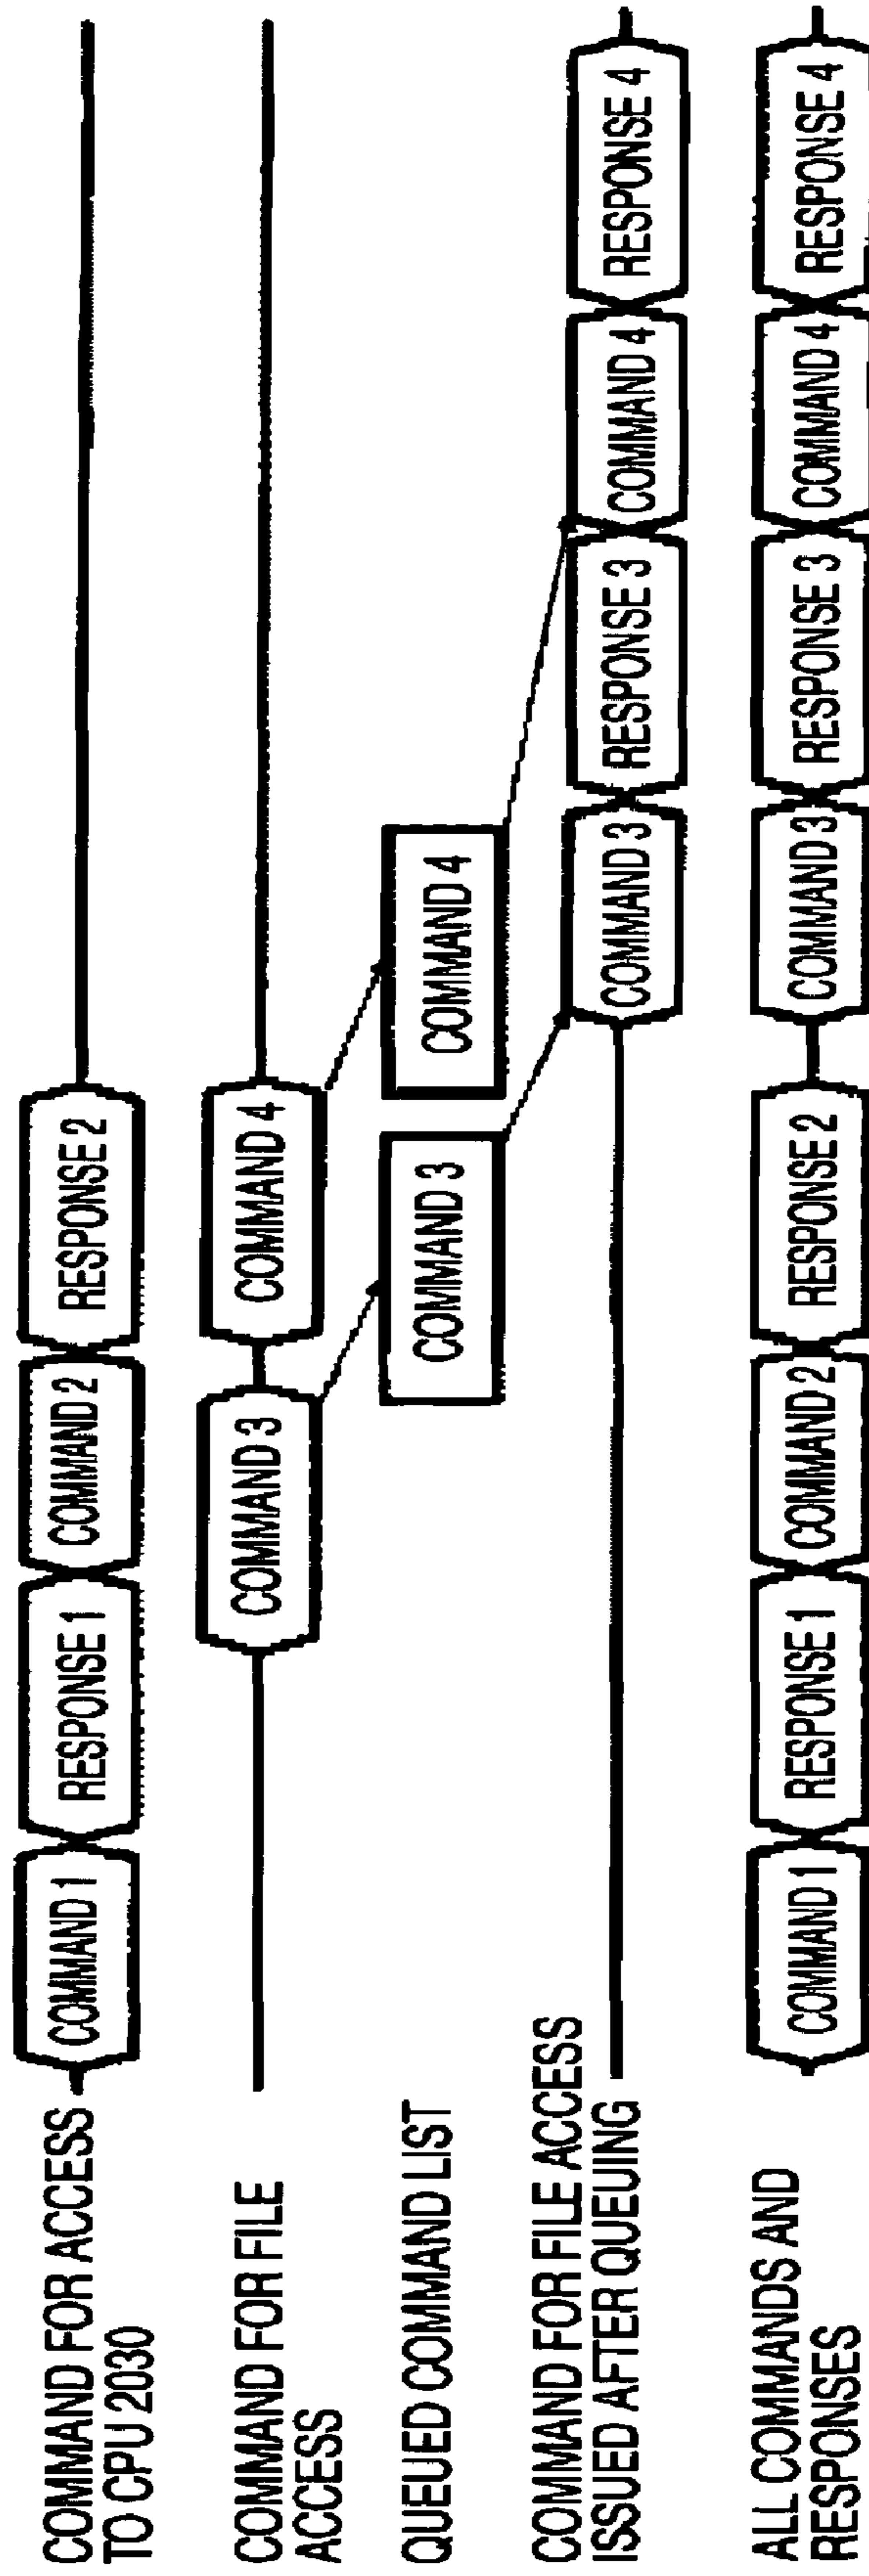 COMMAND FOR ACCESS
TO CPU 2030
COMMAND 1
RESPONSE 1
COMMAND 2
RESPONSE 2
COMMAND FOR FILE
ACCESS
COMMAND 3
COMMAND 4
QUEUED COMMAND LIST
COMMAND 3
COMMAND 4
COMMAND FOR FILE ACCESS
ISSUED AFTER QUEUING
COMMAND 3
RESPONSE 3
COMMAND 4
RESPONSE 4
ALL COMMANDS AND
RESPONSES
COMMAND 1
RESPONSE 1
COMMAND 2
RESPONSE 2
COMMAND 3
RESPONSE 3
COMMAND 4
RESPONSE 4